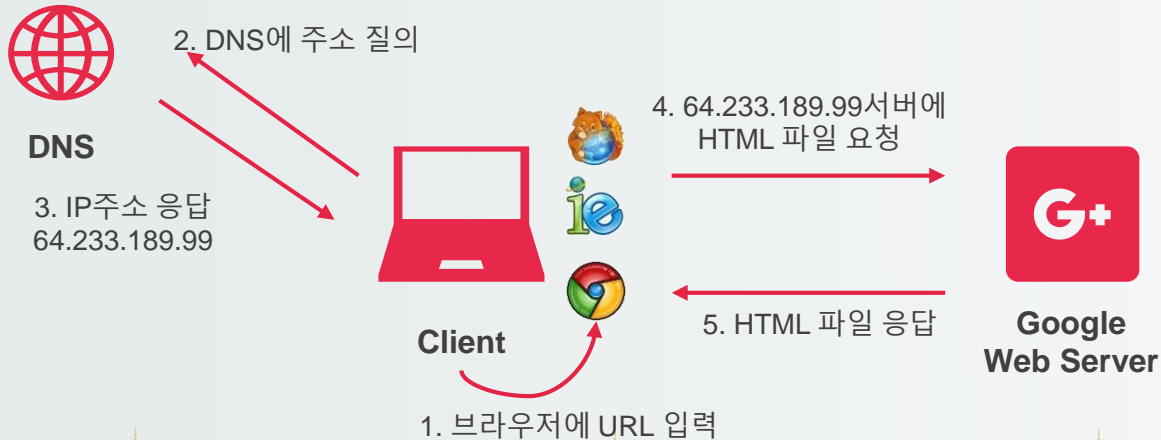 2. DNS에 주소 질의
DNS
3. IP주소 응답
64.233.189.99
4. 64.233.189.99서버에
HTML 파일 요청
ie
G+
5. HTML 파일 응답
Client
Google
Web Server
1. 브라우저에 URL 입력